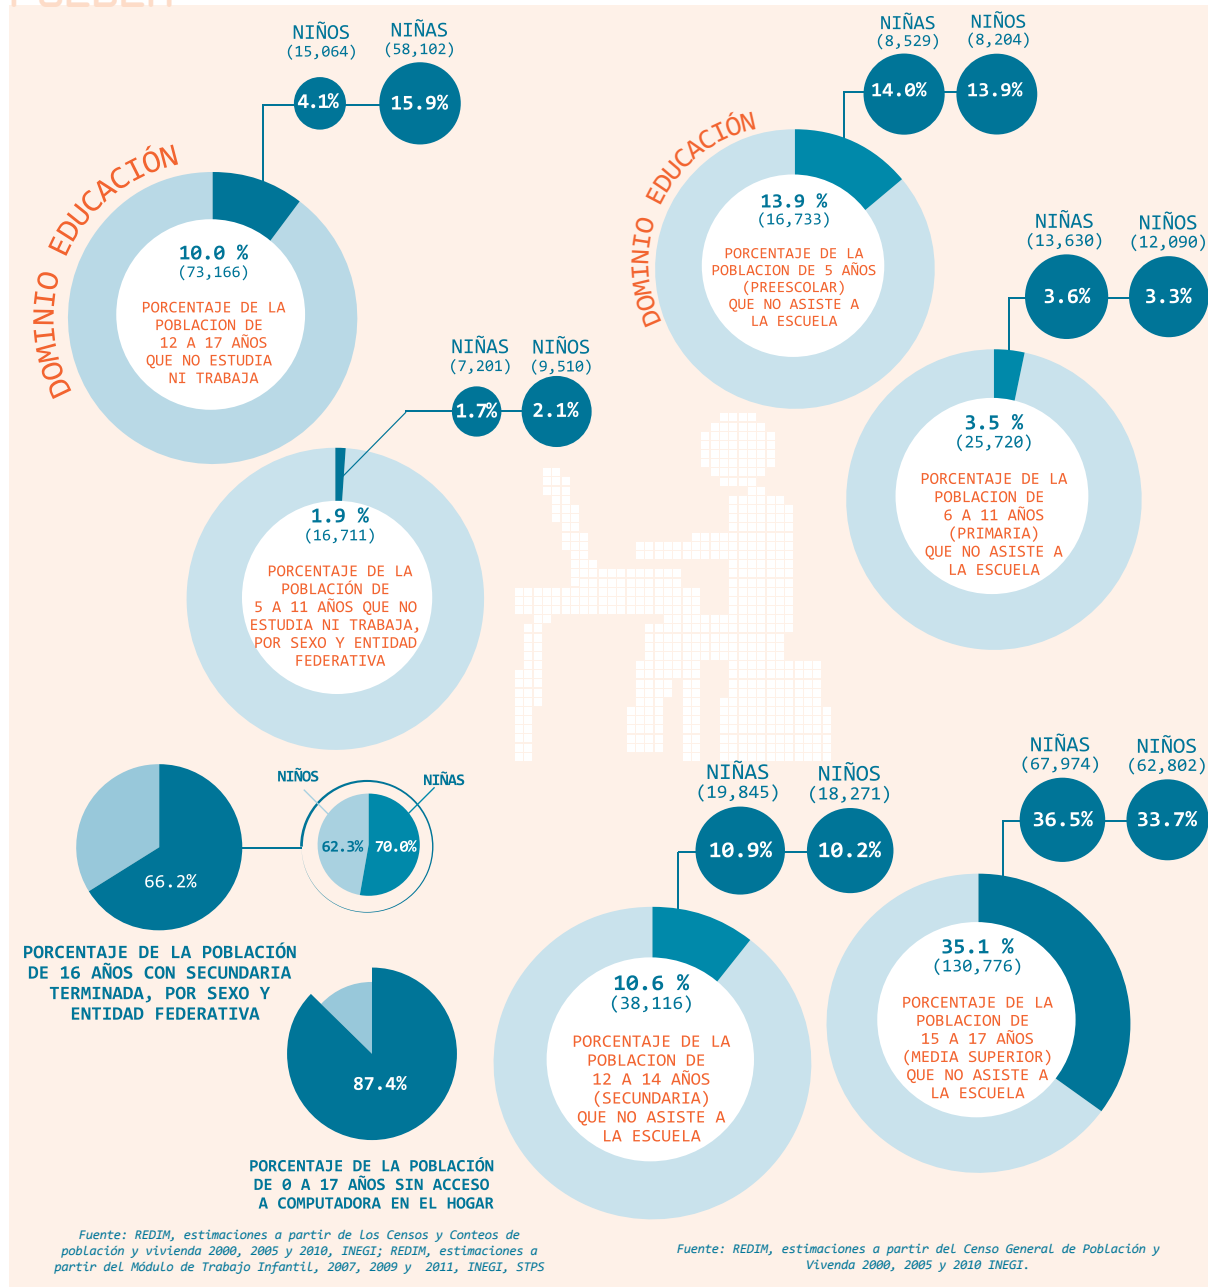 NIÑOS
(15,064)
NIÑAS
(58,102)
4.1%
15.9%
DOMINIO EDUCACIÓN
10.0 %
(73,166)
PORCENTAJE DE LA
POBLACION DE
12 A 17 AÑOS
QUE NO ESTUDIA
NI TRABAJA
NIÑAS
(8,529)
NIÑOS
(8,204)
14.0%
13.9%
DOMINIO EDUCACIÓN
13.9 %
(16,733)
PORCENTAJE DE LA
POBLACION DE 5 AÑOS
(PREESCOLAR)
QUE NO ASISTE A
LA ESCUELA
NIÑAS
(13,630)
NIÑOS
(12,090)
3.6%
3.3%
3.5 %
(25,720)
PORCENTAJE DE LA
POBLACION DE
6 A 11 AÑOS
(PRIMARIA)
QUE NO ASISTE A
LA ESCUELA
NIÑAS
(7,201)
NIÑOS
(9,510)
1.7%
2.1%
1.9 %
(16,711)
PORCENTAJE DE LA
POBLACIÓN DE
5 A 11 AÑOS QUE NO
ESTUDIA NI TRABAJA,
POR SEXO Y ENTIDAD
FEDERATIVA
NIÑOS
NIÑAS
62.3%
70.0%
66.2%
PORCENTAJE DE LA POBLACIÓN
DE 16 AÑOS CON SECUNDARIA
TERMINADA, POR SEXO Y
ENTIDAD FEDERATIVA
87.4%
PORCENTAJE DE LA POBLACIÓN
DE 0 A 17 AÑOS SIN ACCESO
A COMPUTADORA EN EL HOGAR
NIÑAS
(19,845)
NIÑOS
(18,271)
10.9%
10.2%
10.6 %
(38,116)
PORCENTAJE DE LA
POBLACION DE
12 A 14 AÑOS
(SECUNDARIA)
QUE NO ASISTE A
LA ESCUELA
NIÑAS
(67,974)
NIÑOS
(62,802)
36.5%
33.7%
35.1 %
(130,776)
PORCENTAJE DE LA
POBLACION DE
15 A 17 AÑOS
(MEDIA SUPERIOR)
QUE NO ASISTE A
LA ESCUELA
Fuente: REDIM, estimaciones a partir de los Censos y Conteos de
población y vivienda 2000, 2005 y 2010, INEGI; REDIM, estimaciones a
partir del Módulo de Trabajo Infantil, 2007, 2009 y 2011, INEGI, STPS
Fuente: REDIM, estimaciones a partir del Censo General de Población y
Vivienda 2000, 2005 y 2010 INEGI.